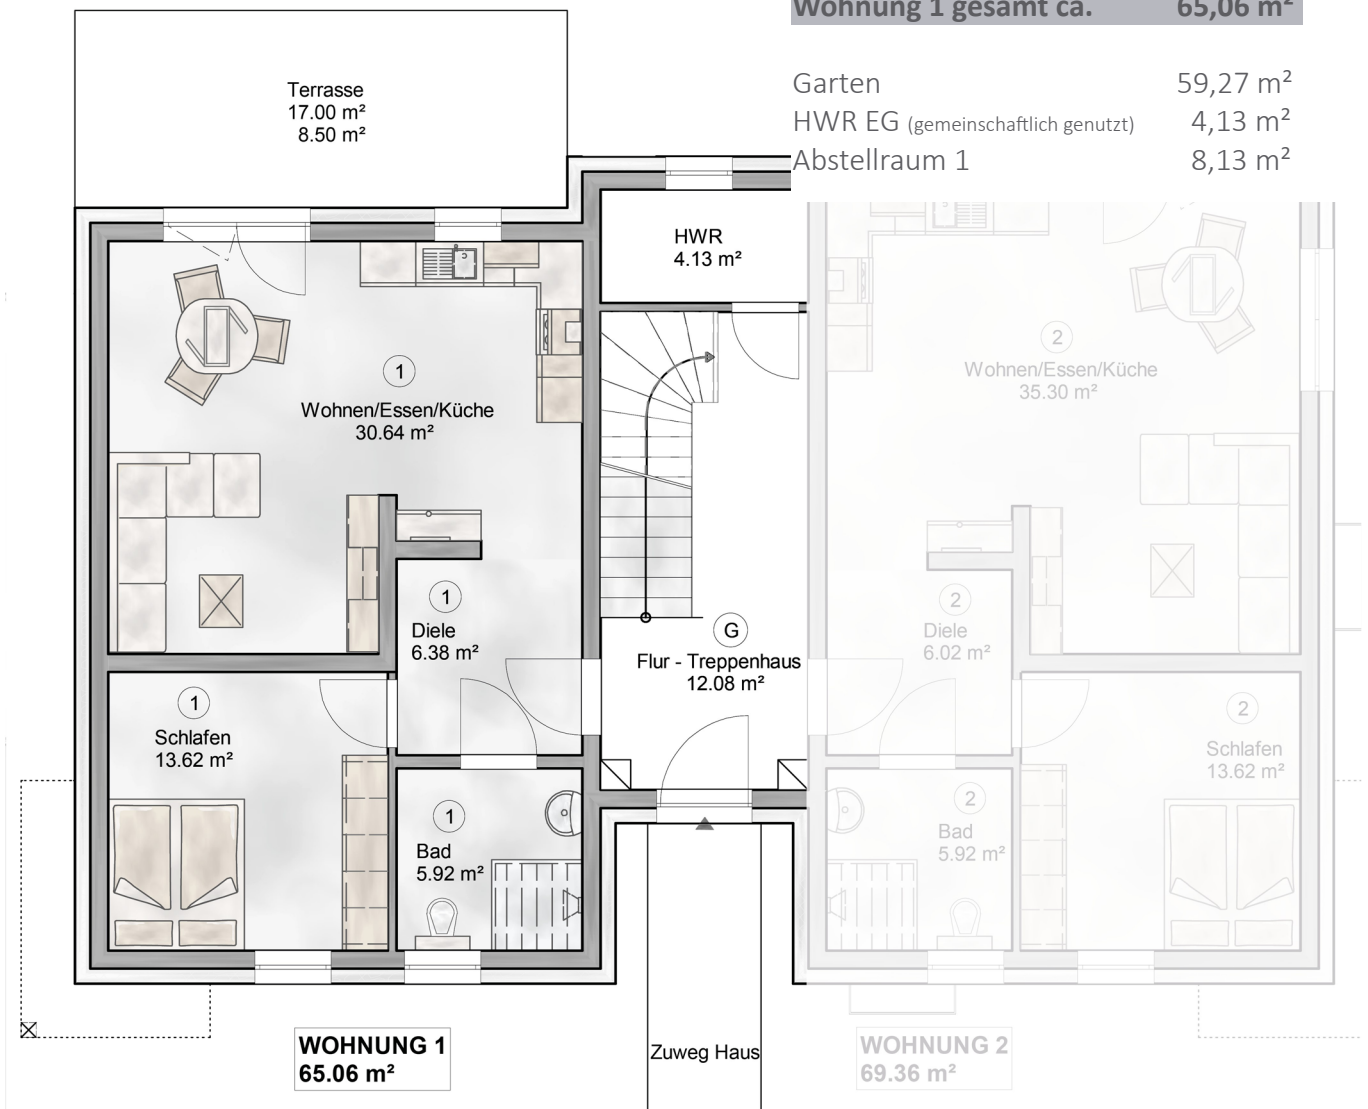 Wohnung 1 gesamt ca. 65,06 m²
Garten 59,27 m²
HWR EG (gemeinschaftlich genutzt) 4,13 m²
Abstellraum 1 8,13 m²
Terrasse
17.00 m²
8.50 m²
HWR
4.13 m²
1
Wohnen/Essen/Küche
30.64 m²
2
Wohnen/Essen/Küche
35.30 m²
1
Diele
6.38 m²
G
Flur - Treppenhaus
12.08 m²
2
Diele
6.02 m²
1
Schlafen
13.62 m²
2
Schlafen
13.62 m²
1
Bad
5.92 m²
2
Bad
5.92 m²
WOHNUNG 1
65.06 m²
Zuweg Haus
WOHNUNG 2
69.36 m²